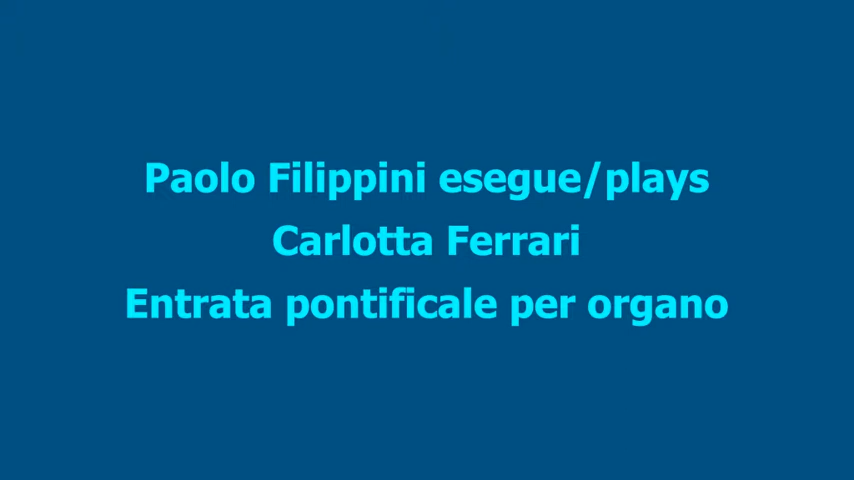 Paolo Filippini esegue/plays
Carlotta Ferrari
Entrata pontificale per organo